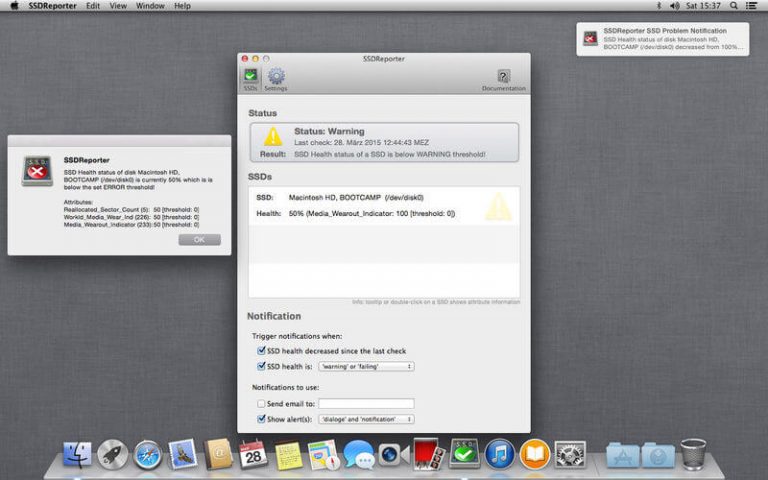 SSDReporter Edit View Window Help
Sat 15:37
SSDReporter SSD Problem Notification
SSD Health status of disk Macintosh HD,
BOOTCAMP (/dev/disk0) decreased from 100%...
SSDReporter
SSDs Settings Documentation
Status
Status: Warning
Last check: 28. März 2015 12:44:43 MEZ
Result: SSD Health status of a SSD is below WARNING threshold!
SSDs
SSD: Macintosh HD, BOOTCAMP (/dev/disk0)
Health: 50% (Media_Wearout_Indicator: 100 [threshold: 0])
Info: tooltip or double-click on a SSD shows attribute information
Notification
Trigger notifications when:
SSD health decreased since the last check
SSD health is: 'warning' or 'failing'
Notifications to use:
Send email to:
Show alert(s): 'dialoge' and 'notification'
SSDReporter
SSD Health status of disk Macintosh HD,
BOOTCAMP (/dev/disk0) is currently 50% which is is
below the set ERROR threshold!
Attributes:
Reallocated_Sector_Count (5): 50 [threshold: 0]
Workld_Media_Wear_Ind (226): 50 [threshold: 0]
Media_Wearout_Indicator (233): 50 [threshold: 0]
OK
28